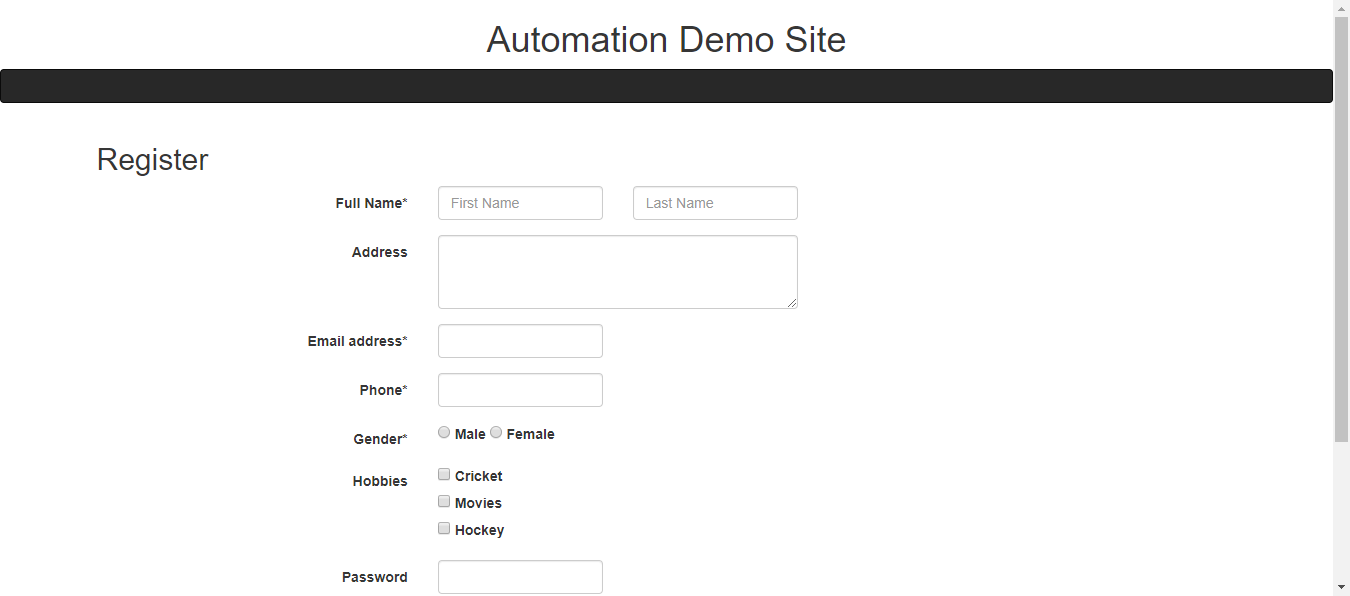 Automation Demo Site
Register
Full Name* First Name Last Name
Address
Email address*
Phone*
Gender* Male Female
Hobbies Cricket
Movies
Hockey
Password